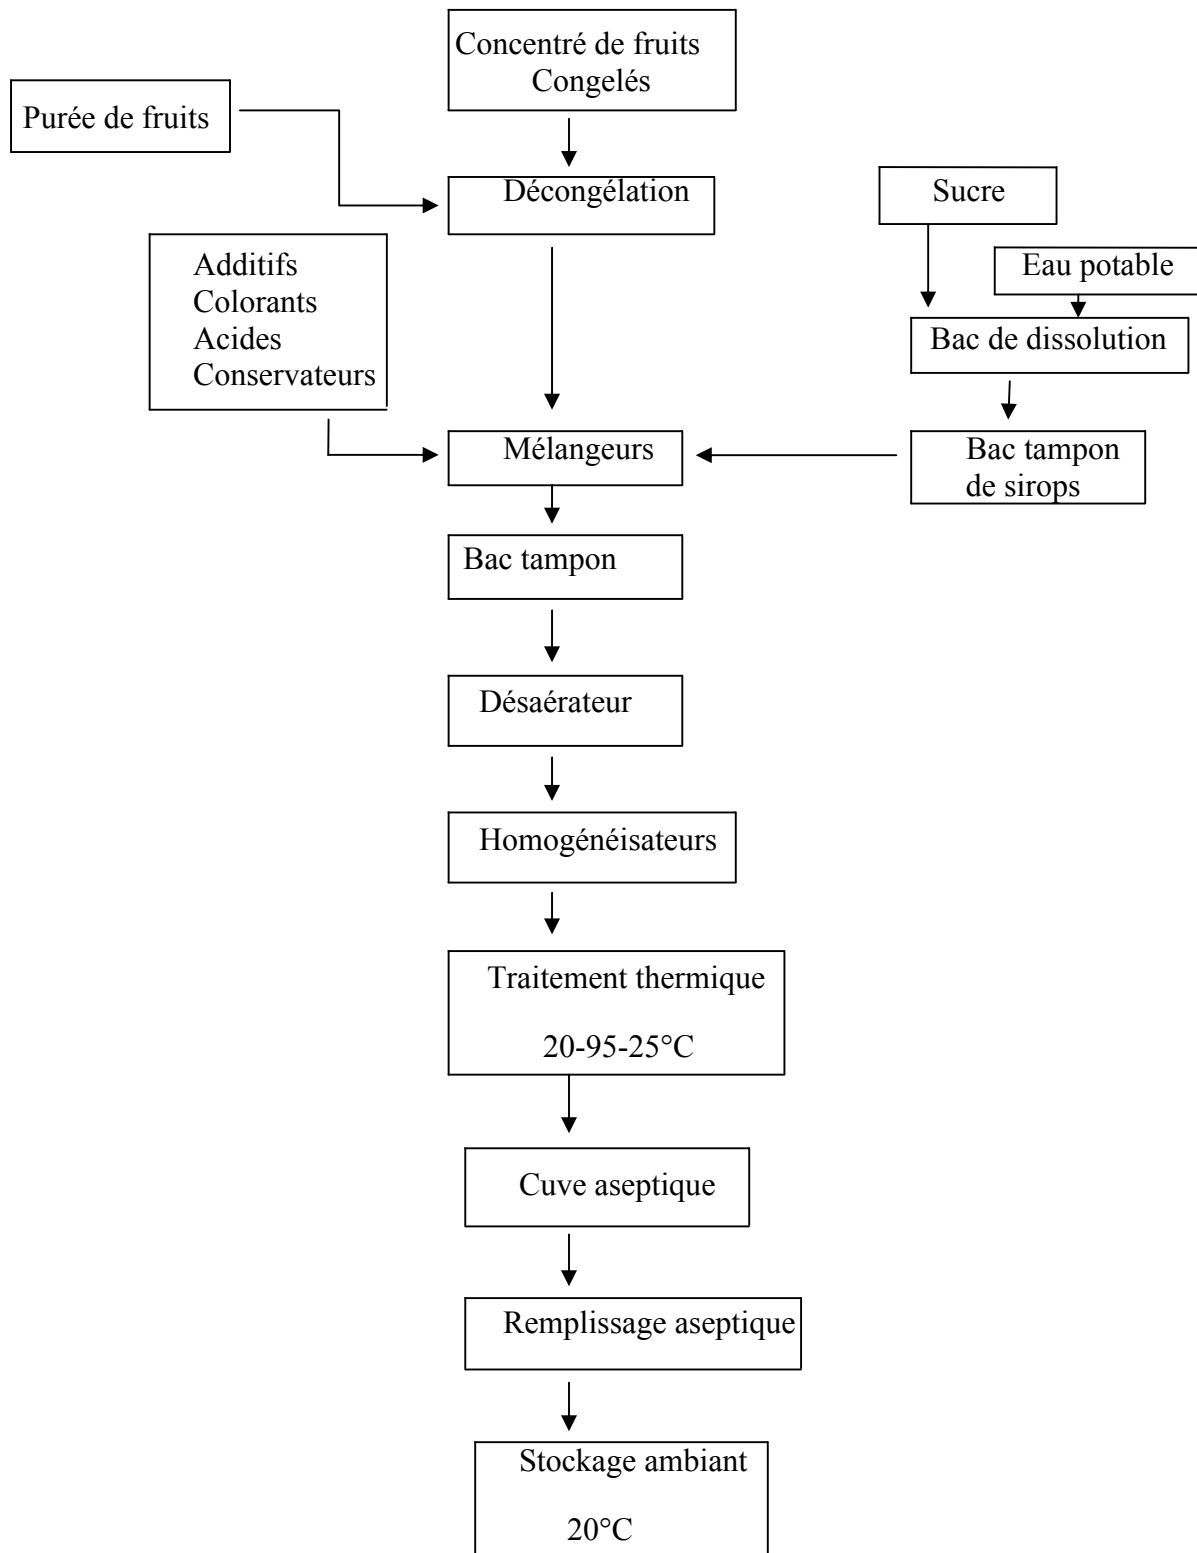 Concentré de fruits
Congelés
Purée de fruits
Décongélation
Sucre
Additifs
Colorants
Acides
Conservateurs
Eau potable
Bac de dissolution
Mélangeurs
Bac tampon
de sirops
Bac tampon
Désaérateur
Homogénéisateurs
Traitement thermique
20-95-25°C
Cuve aseptique
Remplissage aseptique
Stockage ambiant
20°C